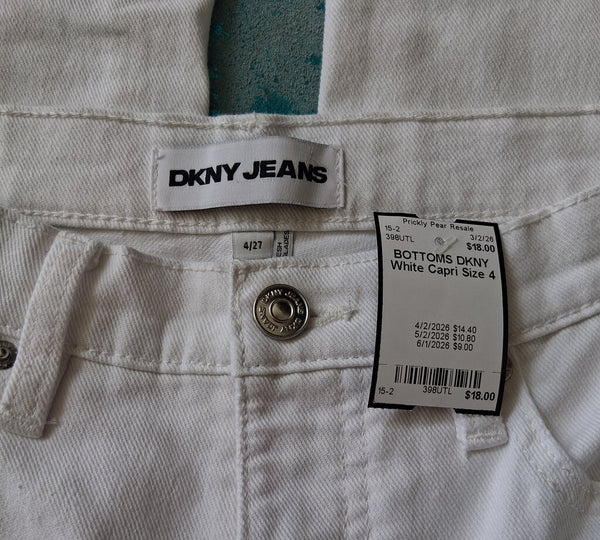 DKNY JEANS
4/27
DKNY JEANS
Prickly Pear Resale
15-2 3/2/26
398UTL $18.00
BOTTOMS DKNY
White Capri Size 4
4/2/2026 $14.40
5/2/2026 $10.80
6/1/2026 $9.00
15-2 398UTL $18.00